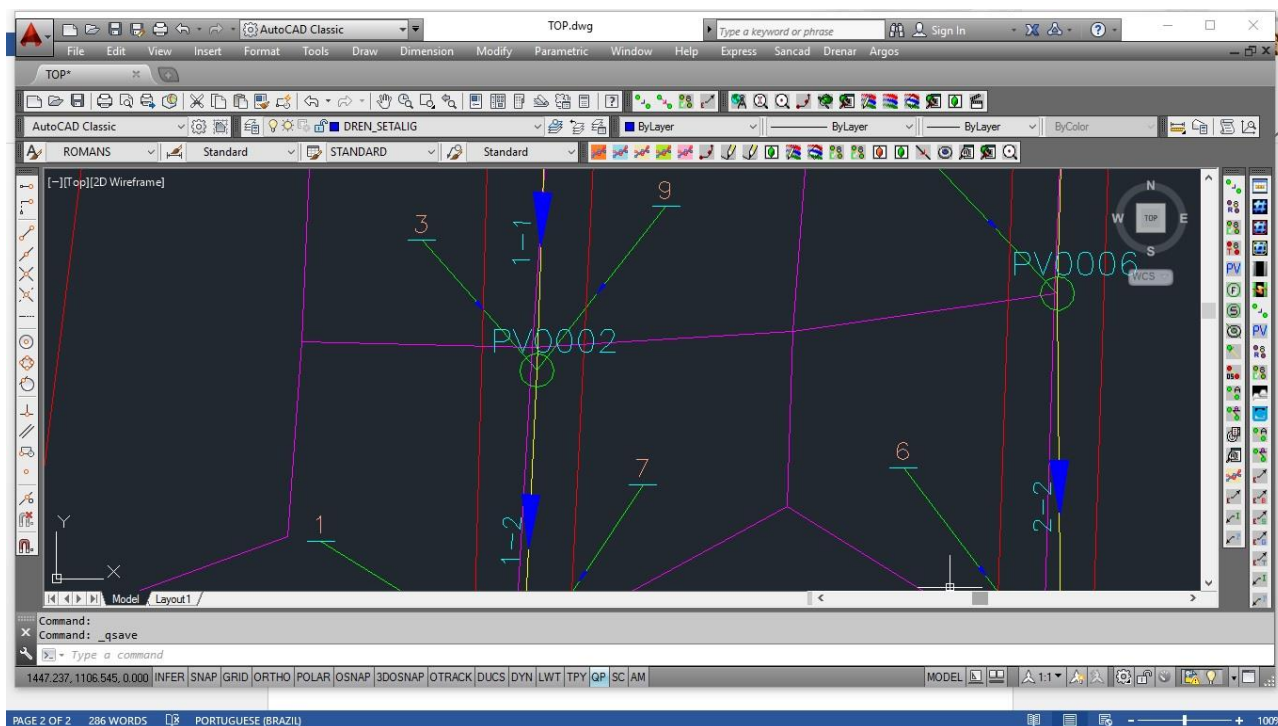 AutoCAD Classic
TOP.dwg
Type a keyword or phrase
Sign In
File Edit View Insert Format Tools Draw Dimension Modify Parametric Window Help Express Sancad Drenar Argos
TOP*
AutoCAD Classic
DREN_SETALIG
ByLayer
ByLayer
ByLayer
ByColor
ROMANS
Standard
STANDARD
Standard
[−][Top][2D Wireframe]
N
W TOP E
S
WCS
3
1-1
9
PV0006
PV0002
7
6
1
1-2
2-2
Y
X
PV
PV
Model Layout1
Command:
Command: _qsave
Type a command
1447.237, 1106.545, 0.000 INFER SNAP GRID ORTHO POLAR OSNAP 3DOSNAP OTRACK DUCS DYN LWT TPY QP SC AM MODEL 1:1
PAGE 2 OF 2 286 WORDS PORTUGUESE (BRAZIL) 100%